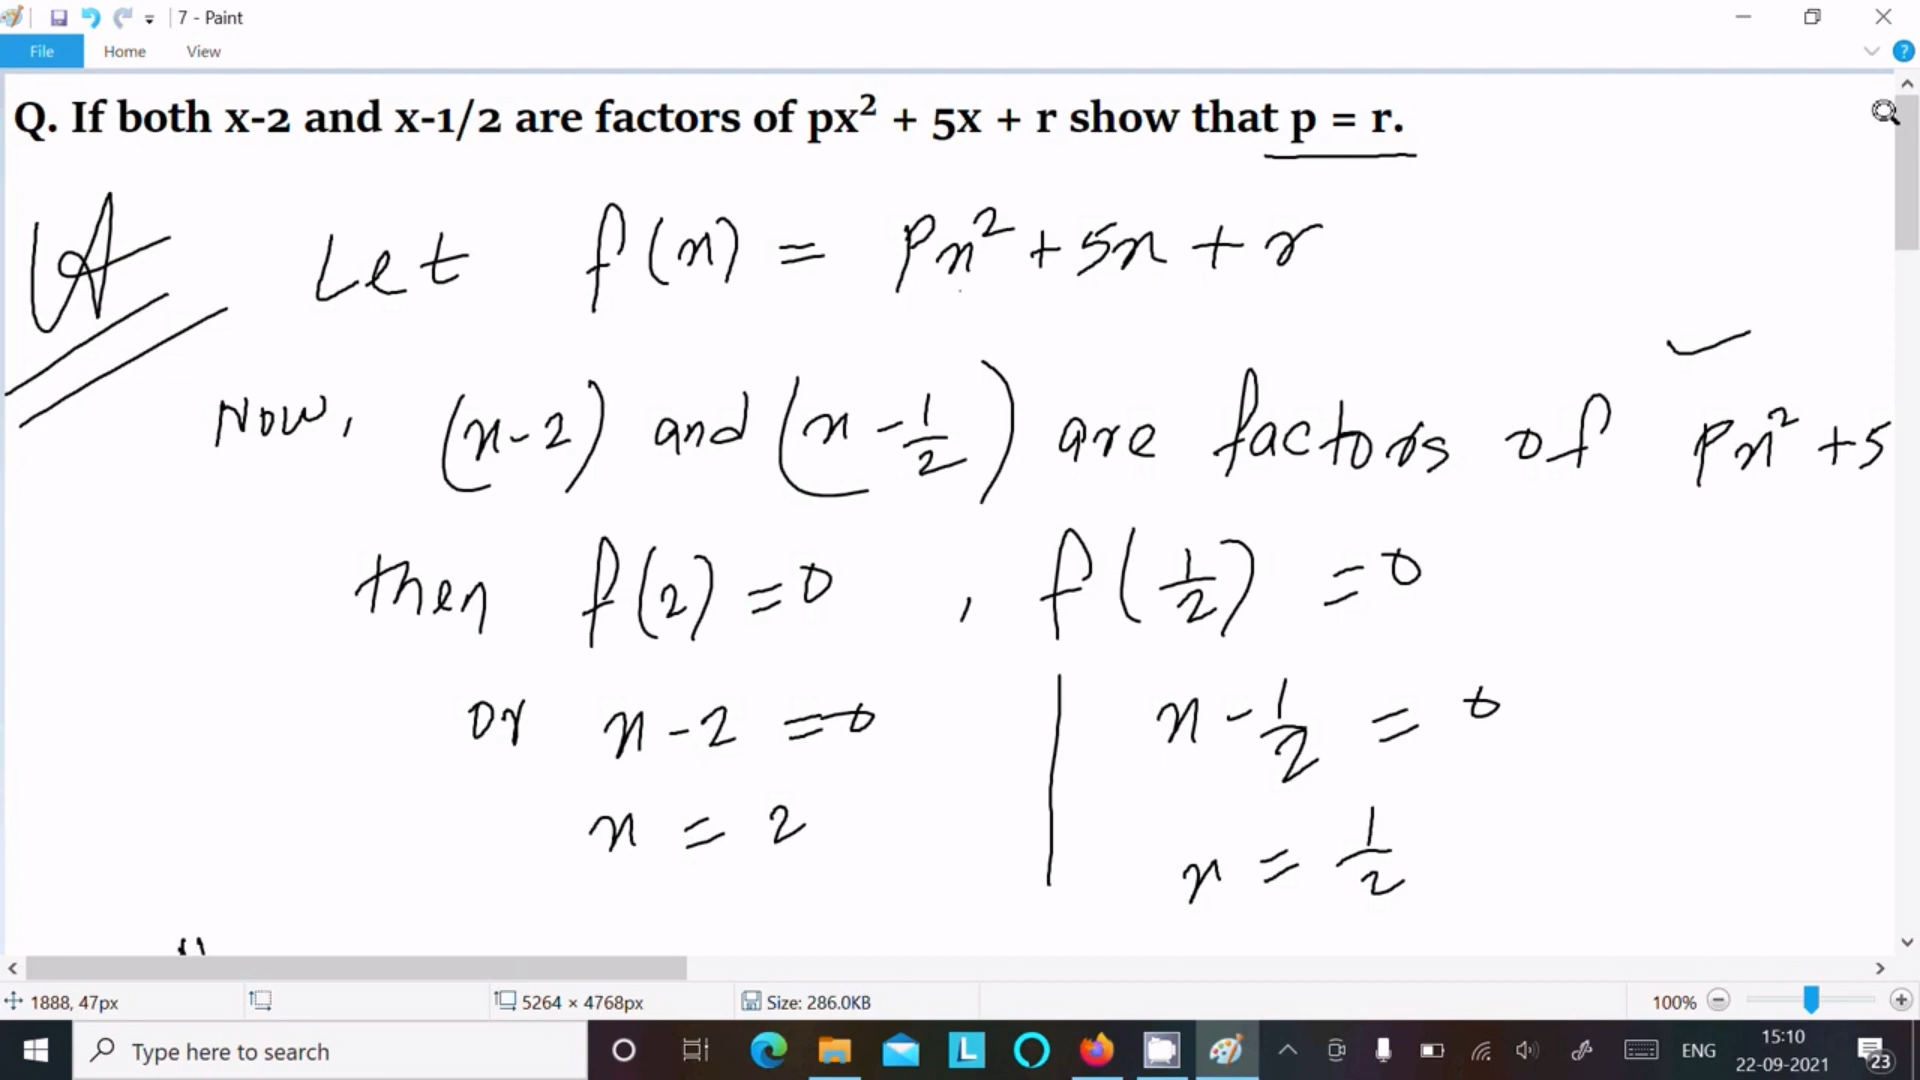 7 - Paint
File Home View
Q. If both x-2 and x-1/2 are factors of px² + 5x + r show that p = r.
A Let f(x) = Px² + 5x + r
Now, (x-2) and (x - 1/2) are factors of Px² + 5
then f(2) = 0 , f(1/2) = 0
or x - 2 = 0
x - 1/2 = 0
x = 2
x = 1/2
1888, 47px 5264 × 4768px Size: 286.0KB 100%
Type here to search L ENG 15:10
22-09-2021 23